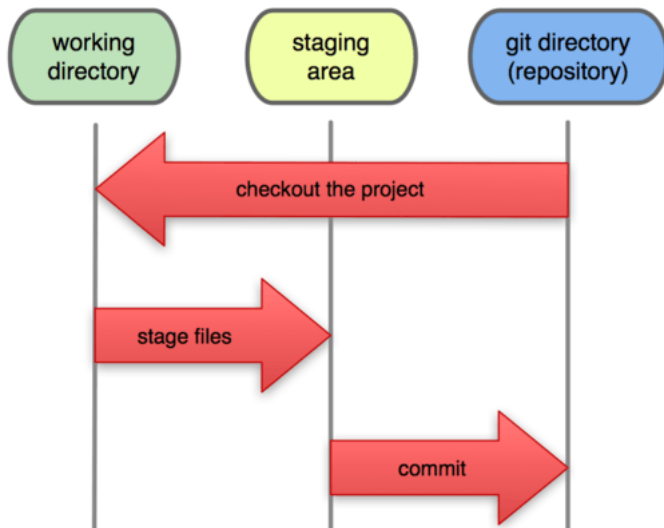 working
directory
staging
area
git directory
(repository)
checkout the project
stage files
commit